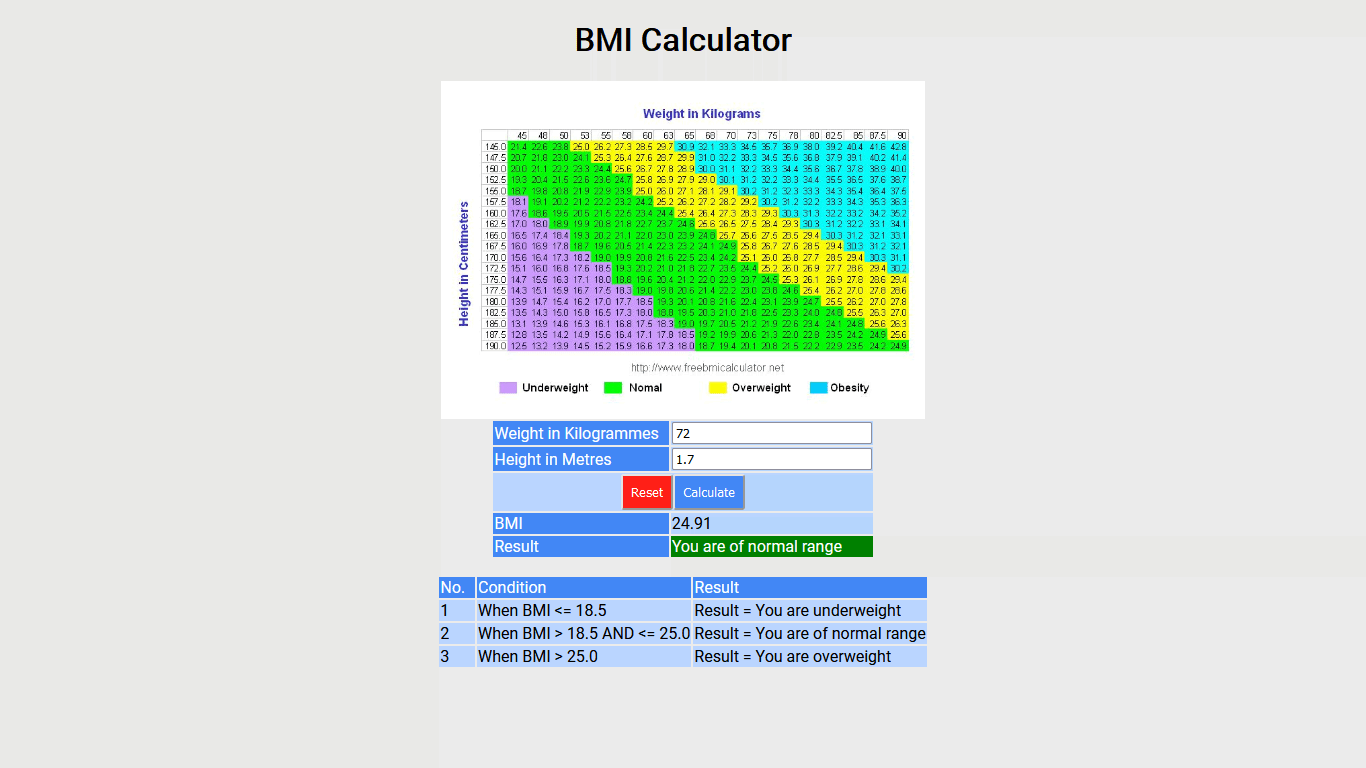 BMI Calculator
Weight in Kilograms
45 48 50 53 55 58 60 63 65 68 70 73 75 78 80 82.5 85 87.5 90
145.0 21.4 22.6 23.8 25.0 26.2 27.3 28.5 29.7 30.9 32.1 33.3 34.5 35.7 36.9 38.0 39.2 40.4 41.6 42.8
147.5 20.7 21.8 23.0 24.1 25.3 26.4 27.6 28.7 29.9 31.0 32.2 33.3 34.5 35.6 36.8 37.9 39.1 40.2 41.4
150.0 20.0 21.1 22.2 23.3 24.4 25.6 26.7 27.8 28.9 30.0 31.1 32.2 33.3 34.4 35.6 36.7 37.8 38.9 40.0
152.5 19.3 20.4 21.5 22.6 23.6 24.7 25.8 26.9 27.9 29.0 30.1 31.2 32.2 33.3 34.4 35.5 36.5 37.6 38.7
155.0 18.7 19.8 20.8 21.9 22.9 23.9 25.0 26.0 27.1 28.1 29.1 30.2 31.2 32.3 33.3 34.3 35.4 36.4 37.5
157.5 18.1 19.1 20.2 21.2 22.2 23.2 24.2 25.2 26.2 27.2 28.2 29.2 30.2 31.2 32.2 33.3 34.3 35.3 36.3
160.0 17.6 18.6 19.5 20.5 21.5 22.5 23.4 24.4 25.4 26.4 27.3 28.3 29.3 30.3 31.3 32.2 33.2 34.2 35.2
162.5 17.0 18.0 18.9 19.9 20.8 21.8 22.7 23.7 24.6 25.6 26.5 27.5 28.4 29.3 30.3 31.2 32.2 33.1 34.1
165.0 16.5 17.4 18.4 19.3 20.2 21.1 22.0 23.0 23.9 24.8 25.7 26.6 27.5 28.5 29.4 30.3 31.2 32.1 33.1
167.5 16.0 16.9 17.8 18.7 19.6 20.5 21.4 22.3 23.2 24.1 24.9 25.8 26.7 27.6 28.5 29.4 30.3 31.2 32.1
170.0 15.6 16.4 17.3 18.2 19.0 19.9 20.8 21.6 22.5 23.4 24.2 25.1 26.0 26.8 27.7 28.5 29.4 30.3 31.1
172.5 15.1 16.0 16.8 17.6 18.5 19.3 20.2 21.0 21.8 22.7 23.5 24.4 25.2 26.0 26.9 27.7 28.6 29.4 30.2
175.0 14.7 15.5 16.3 17.1 18.0 18.8 19.6 20.4 21.2 22.0 22.9 23.7 24.5 25.3 26.1 26.9 27.8 28.6 29.4
177.5 14.3 15.1 15.9 16.7 17.5 18.3 19.0 19.8 20.6 21.4 22.2 23.0 23.8 24.6 25.4 26.2 27.0 27.8 28.6
180.0 13.9 14.7 15.4 16.2 17.0 17.7 18.5 19.3 20.1 20.8 21.6 22.4 23.1 23.9 24.7 25.5 26.2 27.0 27.8
182.5 13.5 14.3 15.0 15.8 16.5 17.3 18.0 18.8 19.5 20.3 21.0 21.8 22.5 23.3 24.0 24.8 25.5 26.3 27.0
185.0 13.1 13.9 14.6 15.3 16.1 16.8 17.5 18.3 19.0 19.7 20.5 21.2 21.9 22.6 23.4 24.1 24.8 25.6 26.3
187.5 12.8 13.5 14.2 14.9 15.6 16.4 17.1 17.8 18.5 19.2 19.9 20.6 21.3 22.0 22.8 23.5 24.2 24.9 25.6
190.0 12.5 13.2 13.9 14.5 15.2 15.9 16.6 17.3 18.0 18.7 19.4 20.1 20.8 21.5 22.2 22.9 23.5 24.2 24.9
Height in Centimeters
http://www.freebmicalculator.net
Underweight Nomal Overweight Obesity
Weight in Kilogrammes 72
Height in Metres 1.7
Reset Calculate
BMI 24.91
Result You are of normal range
No. Condition Result
1 When BMI <= 18.5 Result = You are underweight
2 When BMI > 18.5 AND <= 25.0 Result = You are of normal range
3 When BMI > 25.0 Result = You are overweight